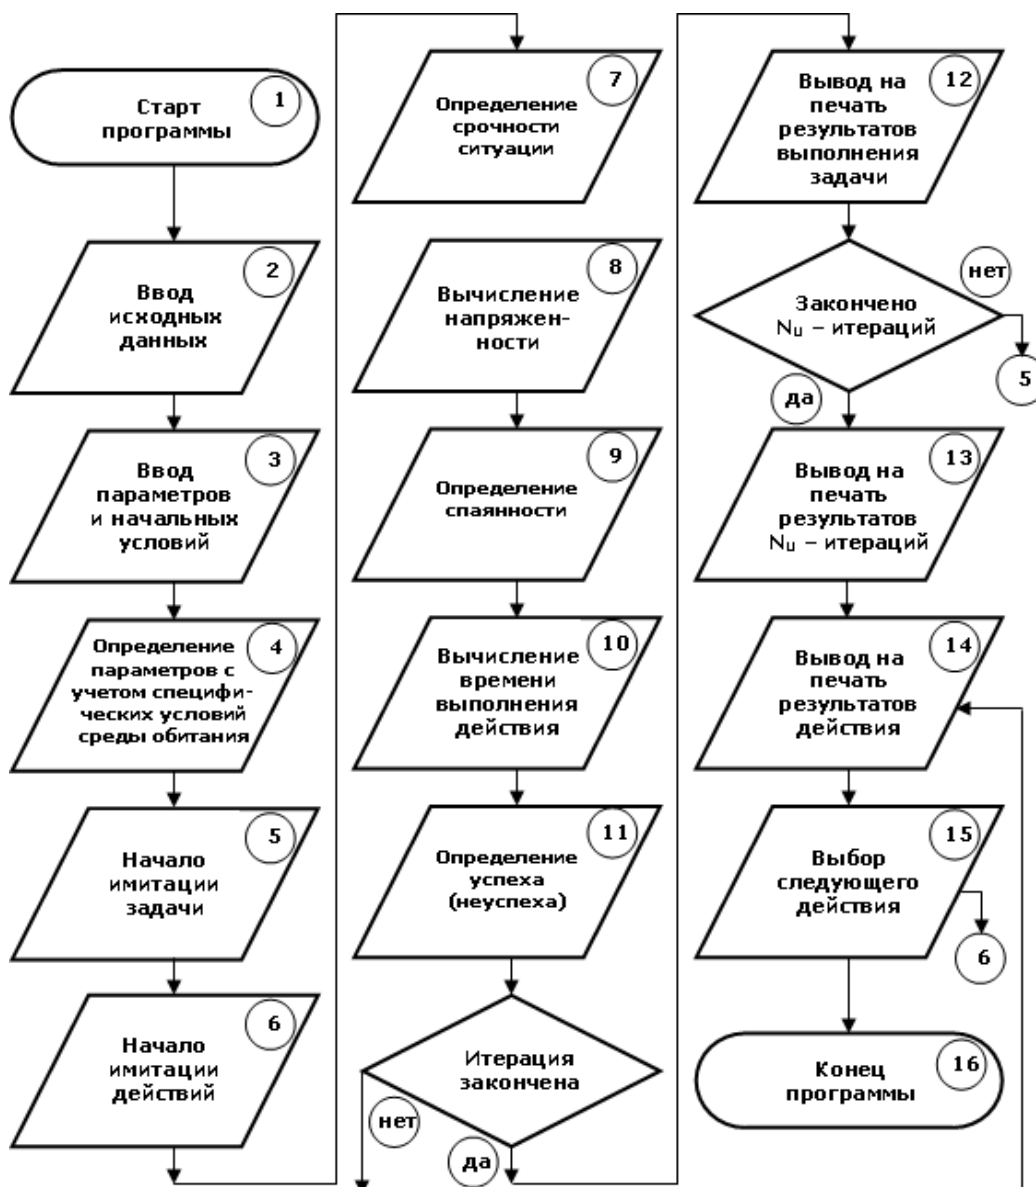 1
Старт
программы
2
Ввод
исходных
данных
3
Ввод
параметров
и начальных
условий
4
Определение
параметров с
учетом специфи-
ческих условий
среды обитания
5
Начало
имитации
задачи
6
Начало
имитации
действий
7
Определение
срочности
ситуации
8
Вычисление
напряжен-
ности
9
Определение
спаянности
10
Вычисление
времени
выполнения
действия
11
Определение
успеха
(неуспеха)
Итерация
закончена
нет
да
12
Вывод на
печать
результатов
выполнения
задачи
нет
Закончено
Nu – итераций
5
да
13
Вывод на
печать
результатов
Nu – итераций
14
Вывод на
печать
результатов
действия
15
Выбор
следующего
действия
6
16
Конец
программы